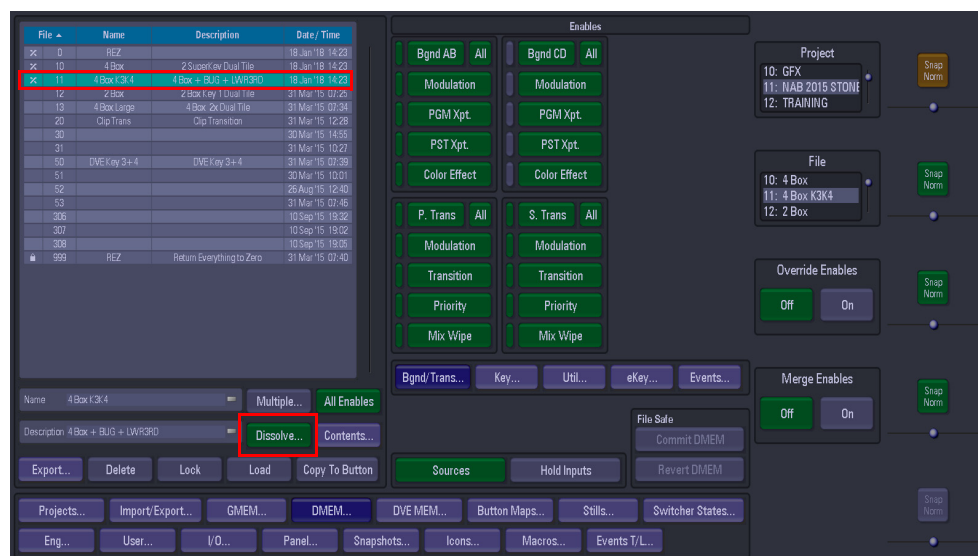 Enables
File Name Description Date / Time
0 REZ 18 Jan '18 14:23
10 4 Box 2 SuperKey Dual Tile 18 Jan '18 14:23
11 4 Box K3K4 4 Box + BUG + LWR3RD 18 Jan '18 14:23
12 2 Box 2 Box Key 1 Dual Tile 31 Mar '15 07:25
13 4 Box Large 4 Box 2x Dual Tile 31 Mar '15 07:34
20 Clip Trans Clip Transition 31 Mar '15 12:28
30 30 Mar '15 14:55
31 31 Mar '15 10:27
50 DVE Key 3+4 DVE Key 3+4 31 Mar '15 07:39
51 30 Mar '15 10:01
52 26 Aug '15 12:40
53 31 Mar '15 07:46
306 10 Sep '15 19:32
307 10 Sep '15 19:02
308 10 Sep '15 19:05
999 REZ Return Everything to Zero 31 Mar '15 07:40
Name 4 Box K3K4
Multiple... All Enables
Description 4 Box + BUG + LWR3RD
Dissolve... Contents...
Export... Delete Lock Load Copy To Button
Bgnd AB All Bgnd CD All
Modulation Modulation
PGM Xpt. PGM Xpt.
PST Xpt. PST Xpt.
Color Effect Color Effect
P. Trans All S. Trans All
Modulation Modulation
Transition Transition
Priority Priority
Mix Wipe Mix Wipe
Bgnd/Trans... Key... Util... eKey... Events...
File Safe
Commit DMEM
Sources Hold Inputs Revert DMEM
Project
10: GFX
11: NAB 2015 STONE
12: TRAINING
Snap
Norm
File
10: 4 Box
11: 4 Box K3K4
12: 2 Box
Snap
Norm
Override Enables
Off On
Snap
Norm
Merge Enables
Off On
Snap
Norm
Snap
Norm
Projects... Import/Export... GMEM... DMEM... DVE MEM... Button Maps... Stills... Switcher States...
Eng... User... I/O... Panel... Snapshots... Icons... Macros... Events T/L...